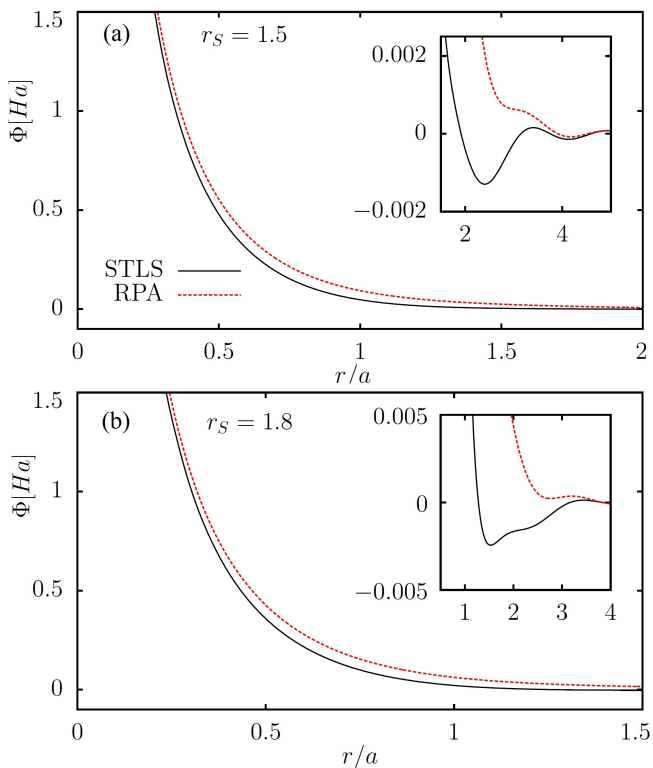 1.5
(a)
r_S = 1.5
0.002
0
−0.002
2 4
1
Φ[Ha]
0.5
STLS
RPA
0
0 0.5 1 1.5 2
r/a
1.5
(b)
r_S = 1.8
0.005
0
−0.005
1 2 3 4
1
Φ[Ha]
0.5
0
0 0.5 1 1.5
r/a